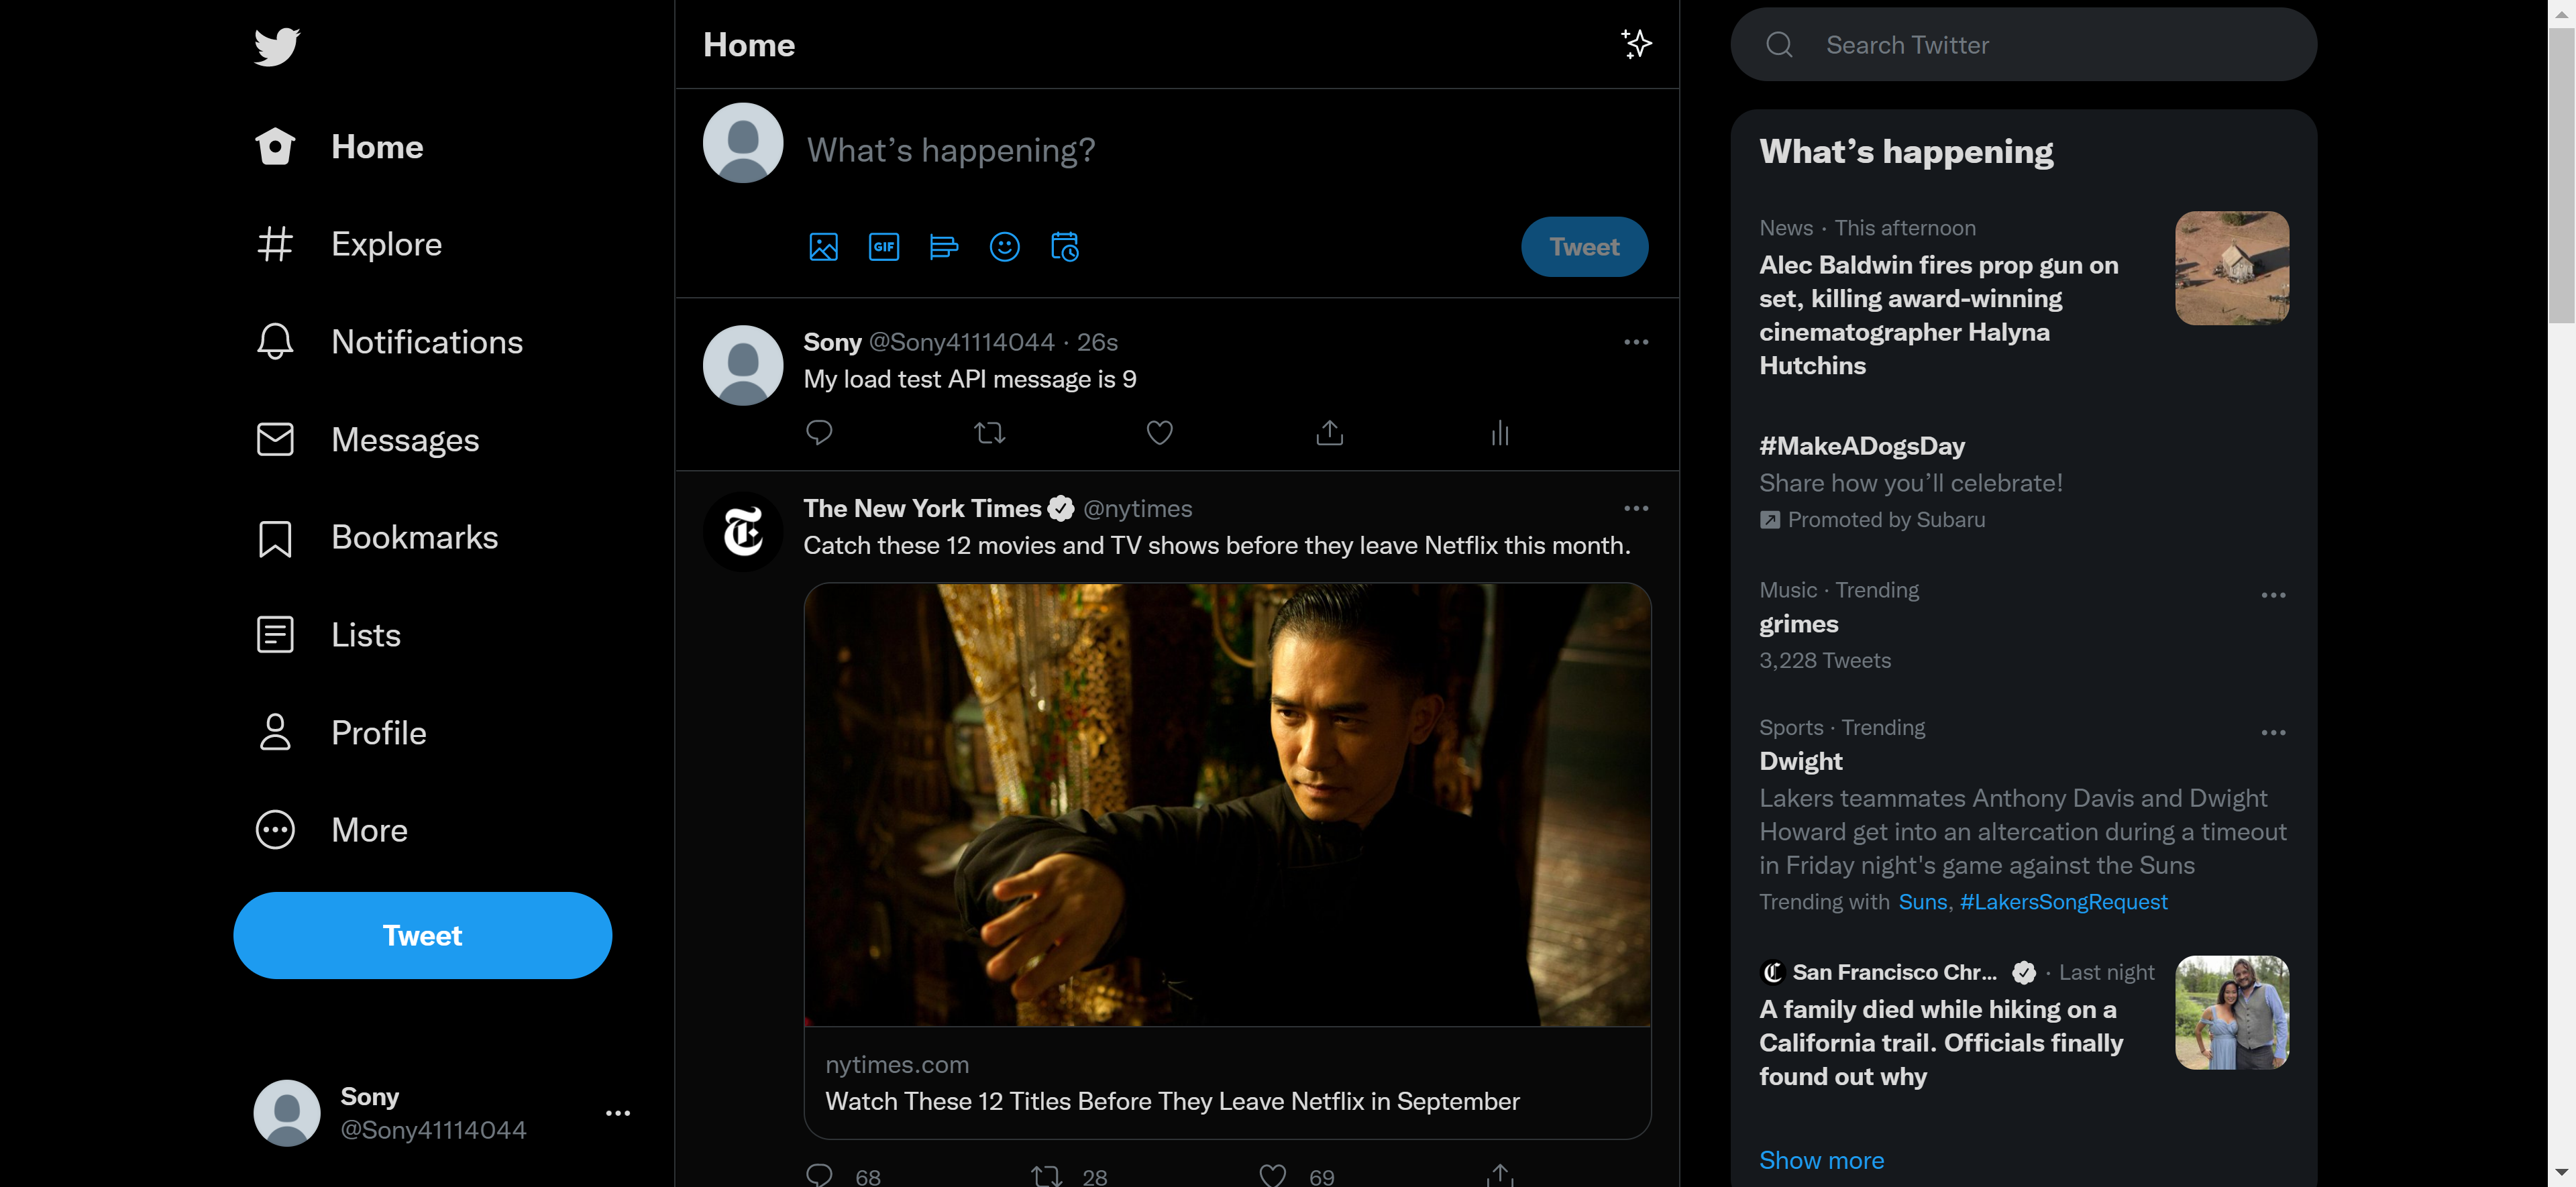 Home
Explore
Notifications
Messages
Bookmarks
Lists
Profile
More
Tweet
Sony
@Sony41114044
Home
What’s happening?
GIF
Tweet
Sony @Sony41114044 · 26s
My load test API message is 9
The New York Times @nytimes
Catch these 12 movies and TV shows before they leave Netflix this month.
nytimes.com
Watch These 12 Titles Before They Leave Netflix in September
68 28 69
Search Twitter
What’s happening
News · This afternoon
Alec Baldwin fires prop gun on
set, killing award-winning
cinematographer Halyna
Hutchins
#MakeADogsDay
Share how you’ll celebrate!
Promoted by Subaru
Music · Trending
grimes
3,228 Tweets
Sports · Trending
Dwight
Lakers teammates Anthony Davis and Dwight
Howard get into an altercation during a timeout
in Friday night's game against the Suns
Trending with Suns, #LakersSongRequest
San Francisco Chr... · Last night
A family died while hiking on a
California trail. Officials finally
found out why
Show more